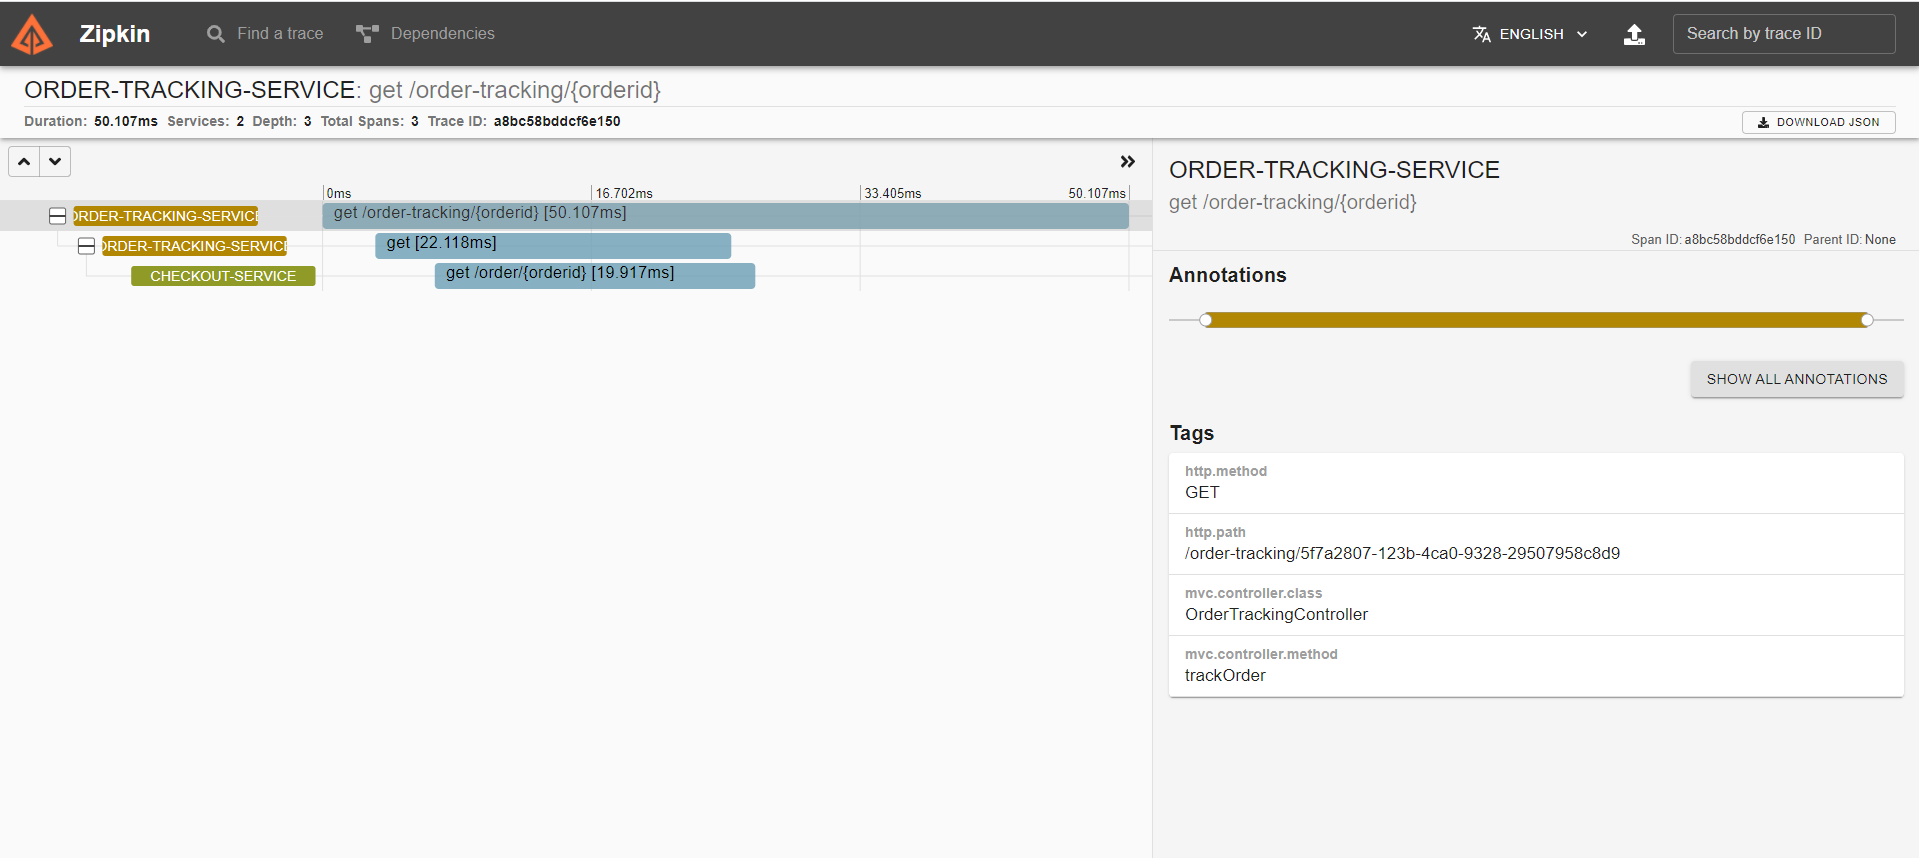 Zipkin
Find a trace
Dependencies
ENGLISH
Search by trace ID
ORDER-TRACKING-SERVICE: get /order-tracking/{orderid}
Duration: 50.107ms Services: 2 Depth: 3 Total Spans: 3 Trace ID: a8bc58bddcf6e150
DOWNLOAD JSON
0ms 16.702ms 33.405ms 50.107ms
ORDER-TRACKING-SERVICE get /order-tracking/{orderid} [50.107ms]
ORDER-TRACKING-SERVICE get [22.118ms]
CHECKOUT-SERVICE get /order/{orderid} [19.917ms]
ORDER-TRACKING-SERVICE
get /order-tracking/{orderid}
Span ID: a8bc58bddcf6e150 Parent ID: None
Annotations
SHOW ALL ANNOTATIONS
Tags
http.method
GET
http.path
/order-tracking/5f7a2807-123b-4ca0-9328-29507958c8d9
mvc.controller.class
OrderTrackingController
mvc.controller.method
trackOrder